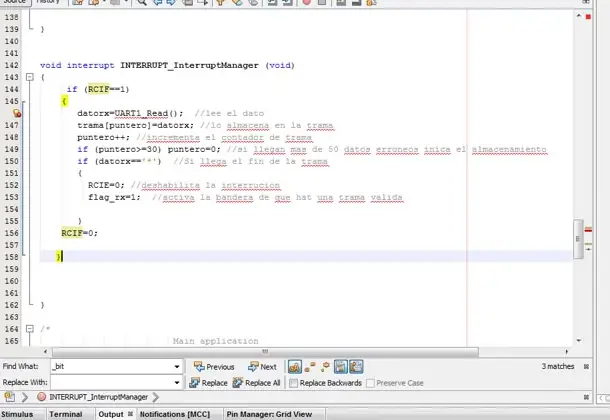 Source History
138
139 }
140
141
142 void interrupt INTERRUPT_InterruptManager (void)
143 {
144 if (RCIF==1)
145 {
datorx=UART1_Read(); //lee el dato
147 trama[puntero]=datorx; //lo almacena en la trama
148 puntero++; //incrementa el contador de trama
149 if (puntero>=30) puntero=0; //si llegan mas de 50 datos erruneos inica el almacenamiento
150 if (datorx=='*') //Si llega el fin de la trama
151 {
152 RCIE=0; //deshabilita la interrucion
153 flag_rx=1; //activa la bandera de que hat una trama valida
154
155 }
156 RCIF=0;
157
158 }
159
160
161
162 }
163
164 /*
165 Main application
Find What: _bit Previous Next 3 matches
Replace With: Replace Replace All Replace Backwards Preserve Case
INTERRUPT_InterruptManager
Stimulus Terminal Output Notifications [MCC] Pin Manager: Grid View